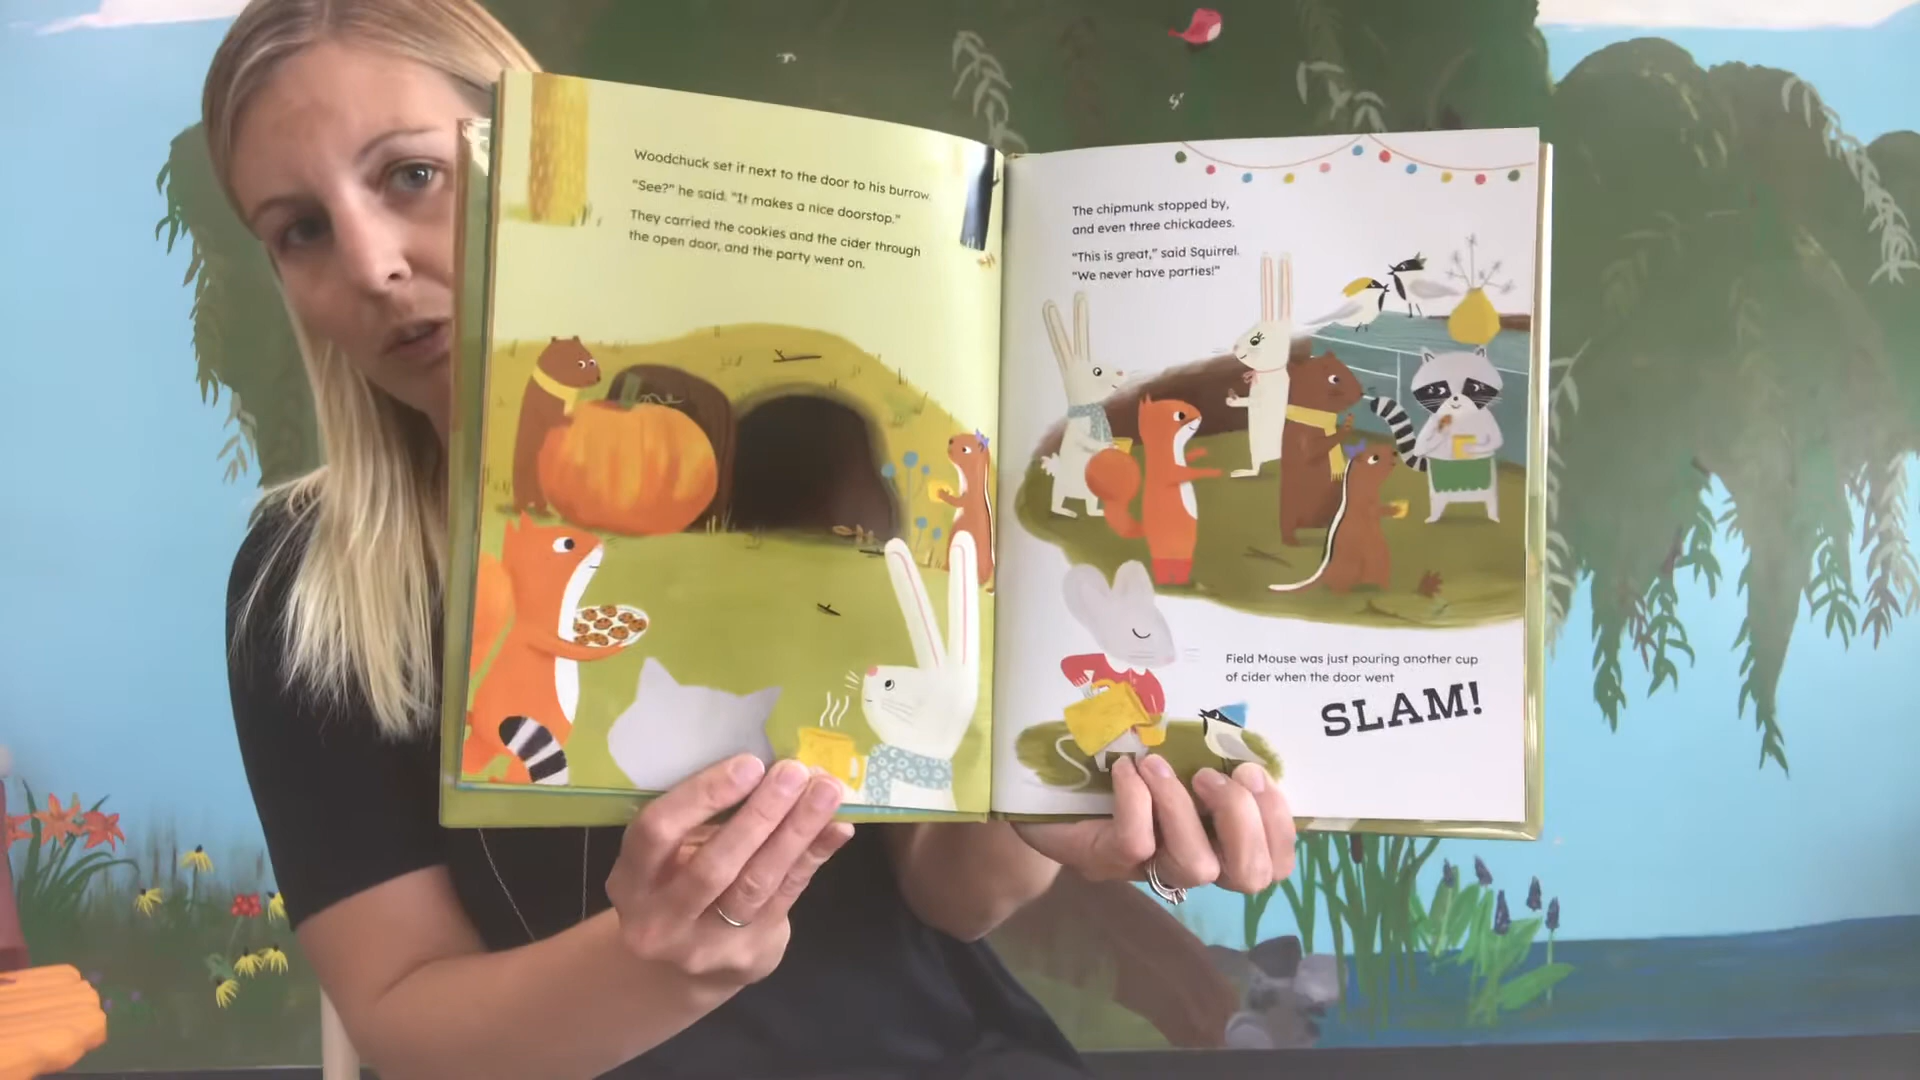 Woodchuck set it next to the door to his burrow.
"See?" he said. "It makes a nice doorstop."
They carried the cookies and the cider through
the open door, and the party went on.
The chipmunk stopped by,
and even three chickadees.
"This is great," said Squirrel.
"We never have parties!"
Field Mouse was just pouring another cup
of cider when the door went
SLAM!